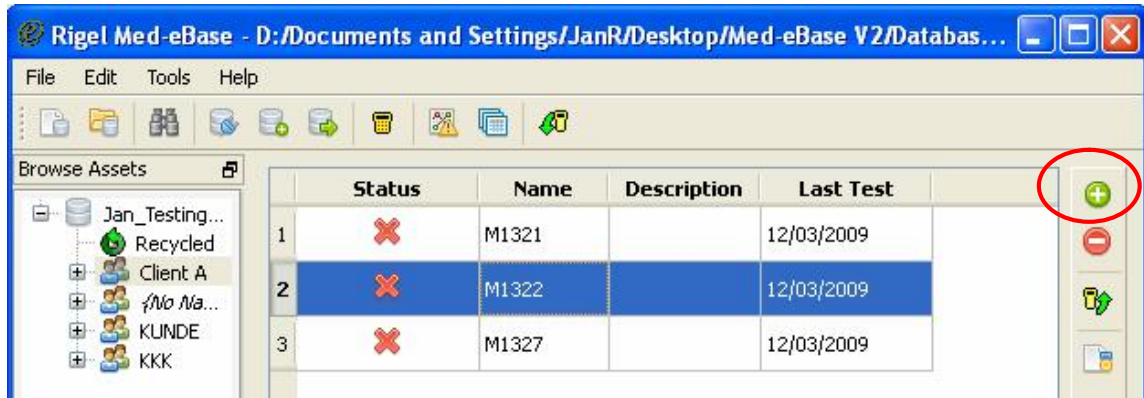 Rigel Med-eBase - D:/Documents and Settings/JanR/Desktop/Med-eBase V2/Databas...
File Edit Tools Help
Browse Assets
Jan_Testing...
Recycled
Client A
{No Na...
KUNDE
KKK
Status Name Description Last Test
1 M1321 12/03/2009
2 M1322 12/03/2009
3 M1327 12/03/2009